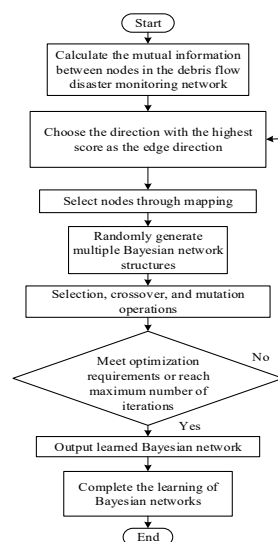 Start
Calculate the mutual information
between nodes in the debris flow
disaster monitoring network
Choose the direction with the highest
score as the edge direction
Select nodes through mapping
Randomly generate
multiple Bayesian network
structures
Selection, crossover, and mutation
operations
Meet optimization
requirements or reach
maximum number of
iterations
No
Yes
Output learned Bayesian network
Complete the learning of
Bayesian networks
End